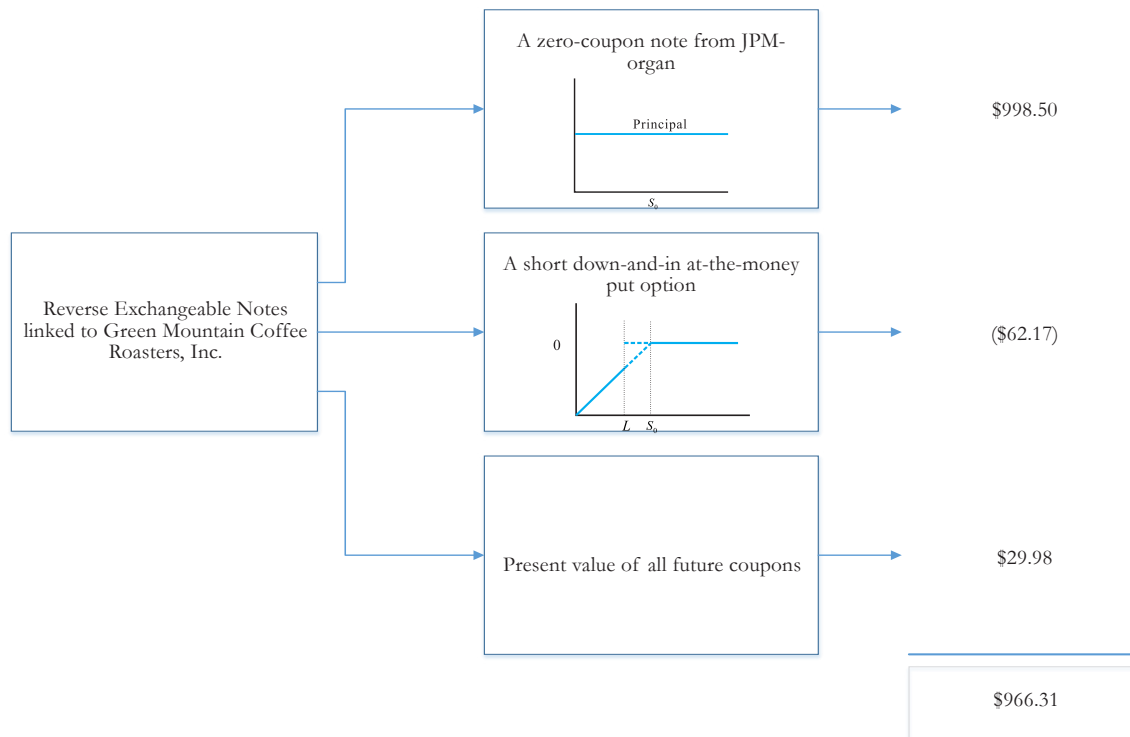 A zero-coupon note from JPM-
organ
Principal
S₀
$998.50
Reverse Exchangeable Notes
linked to Green Mountain Coffee
Roasters, Inc.
A short down-and-in at-the-money
put option
0
L S₀
($62.17)
Present value of all future coupons
$29.98
$966.31